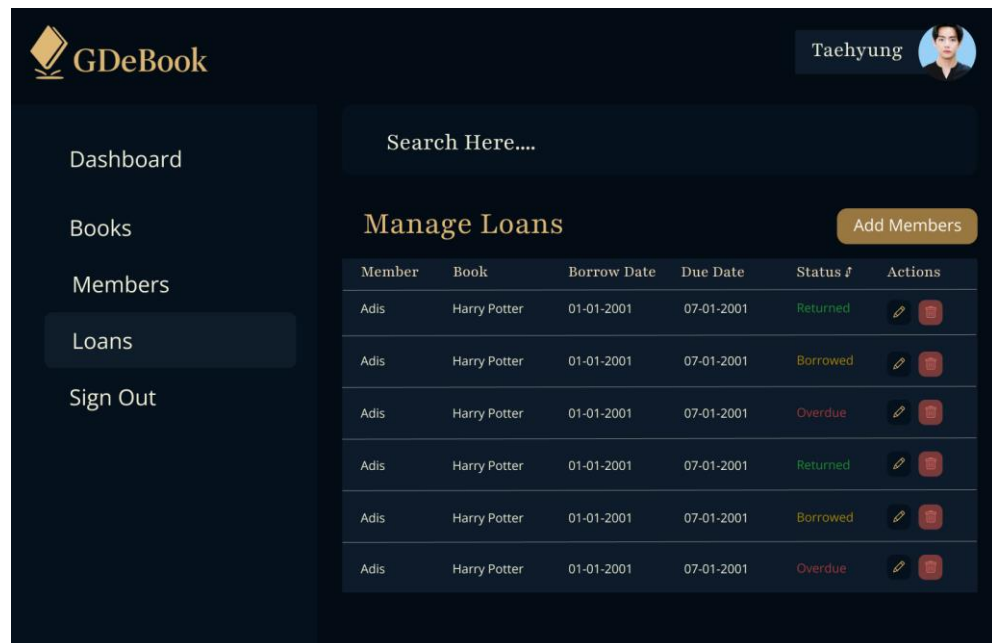 GDeBook
Taehyung
Dashboard
Books
Members
Loans
Sign Out
Search Here....
Manage Loans
Add Members
Member Book Borrow Date Due Date Status Actions
Adis Harry Potter 01-01-2001 07-01-2001 Returned
Adis Harry Potter 01-01-2001 07-01-2001 Borrowed
Adis Harry Potter 01-01-2001 07-01-2001 Overdue
Adis Harry Potter 01-01-2001 07-01-2001 Returned
Adis Harry Potter 01-01-2001 07-01-2001 Borrowed
Adis Harry Potter 01-01-2001 07-01-2001 Overdue